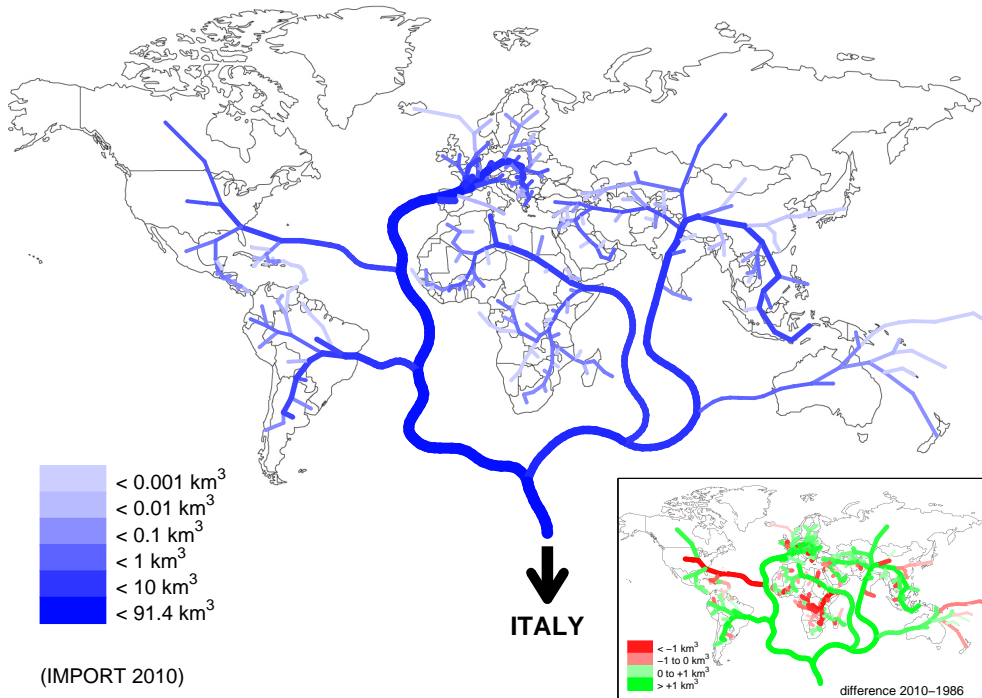 < 0.001 km³
< 0.01 km³
< 0.1 km³
< 1 km³
< 10 km³
< 91.4 km³
(IMPORT 2010)
ITALY
< −1 km³
−1 to 0 km³
0 to +1 km³
> +1 km³
difference 2010−1986